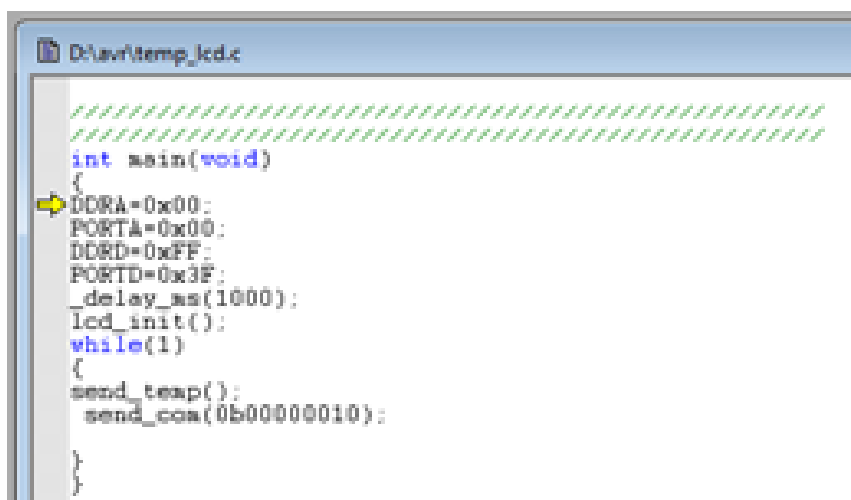 D:\avr\temp_lcd.c
////////////////////////////////////////////////////
////////////////////////////////////////////////////
int main(void)
{
DDRA=0x00;
PORTA=0x00;
DDRD=0xFF;
PORTD=0x3F;
_delay_ms(1000);
lcd_init();
while(1)
{
send_temp();
send_com(0b00000010);
}
}